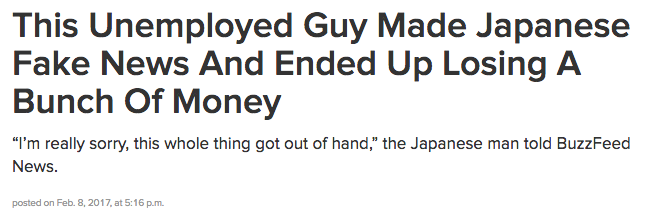 This Unemployed Guy Made Japanese
Fake News And Ended Up Losing A
Bunch Of Money
“I’m really sorry, this whole thing got out of hand,” the Japanese man told BuzzFeed
News.
posted on Feb. 8, 2017, at 5:16 p.m.